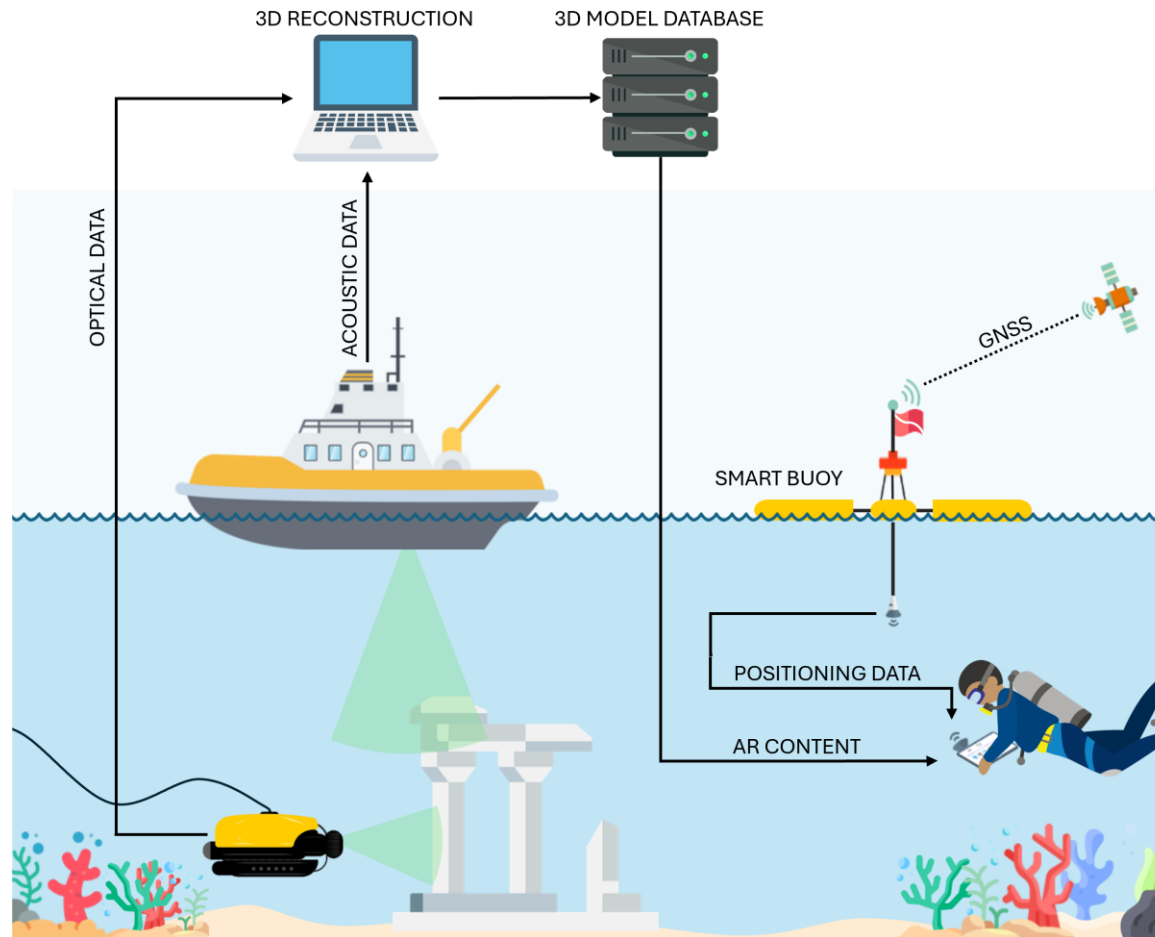 3D RECONSTRUCTION
3D MODEL DATABASE
OPTICAL DATA
ACOUSTIC DATA
GNSS
SMART BUOY
POSITIONING DATA
AR CONTENT